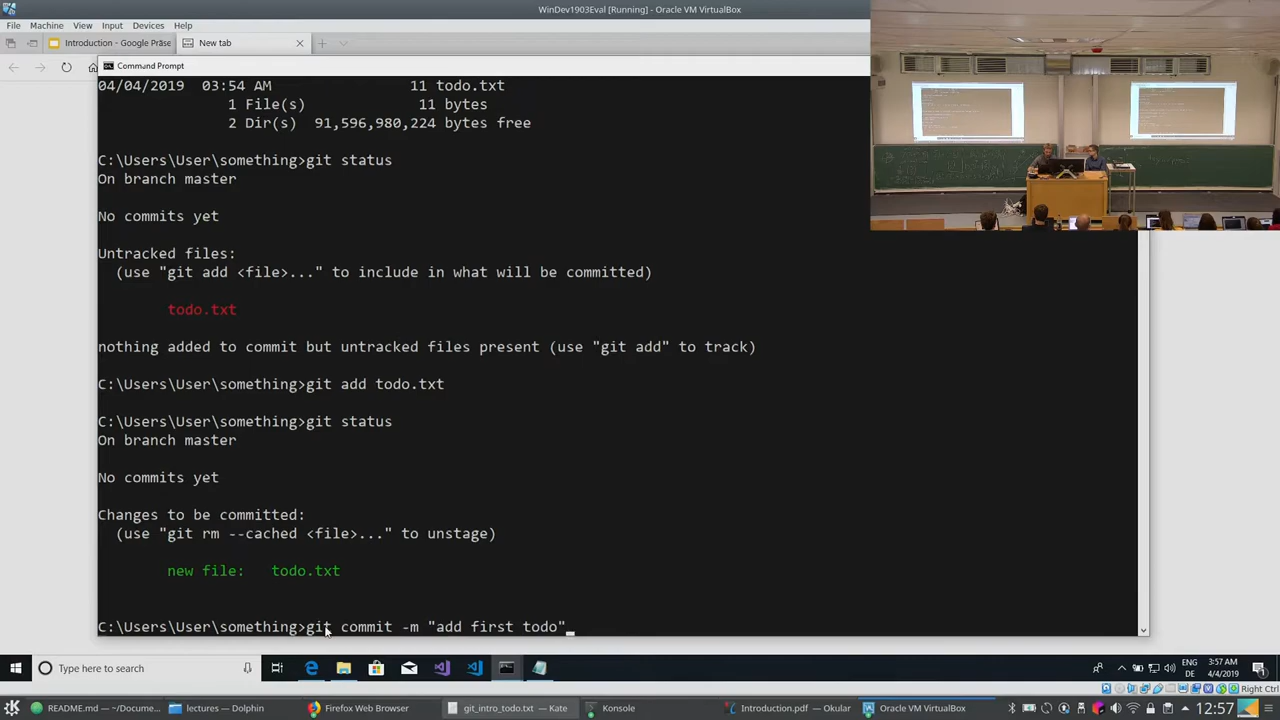 WinDev1903Eval [Running] - Oracle VM VirtualBox
File Machine View Input Devices Help
Introduction - Google Präse
New tab
Command Prompt
04/04/2019 03:54 AM 11 todo.txt
1 File(s) 11 bytes
2 Dir(s) 91,596,980,224 bytes free
C:\Users\User\something>git status
On branch master
No commits yet
Untracked files:
(use "git add <file>..." to include in what will be committed)
todo.txt
nothing added to commit but untracked files present (use "git add" to track)
C:\Users\User\something>git add todo.txt
C:\Users\User\something>git status
On branch master
No commits yet
Changes to be committed:
(use "git rm --cached <file>..." to unstage)
new file: todo.txt
C:\Users\User\something>git commit -m "add first todo"
Type here to search
ENG
DE
3:57 AM
4/4/2019
1
Right Ctrl
README.md — ~/Docume...
lectures — Dolphin
Firefox Web Browser
git_intro_todo.txt — Kate
Konsole
Introduction.pdf — Okular
Oracle VM VirtualBox
12:57